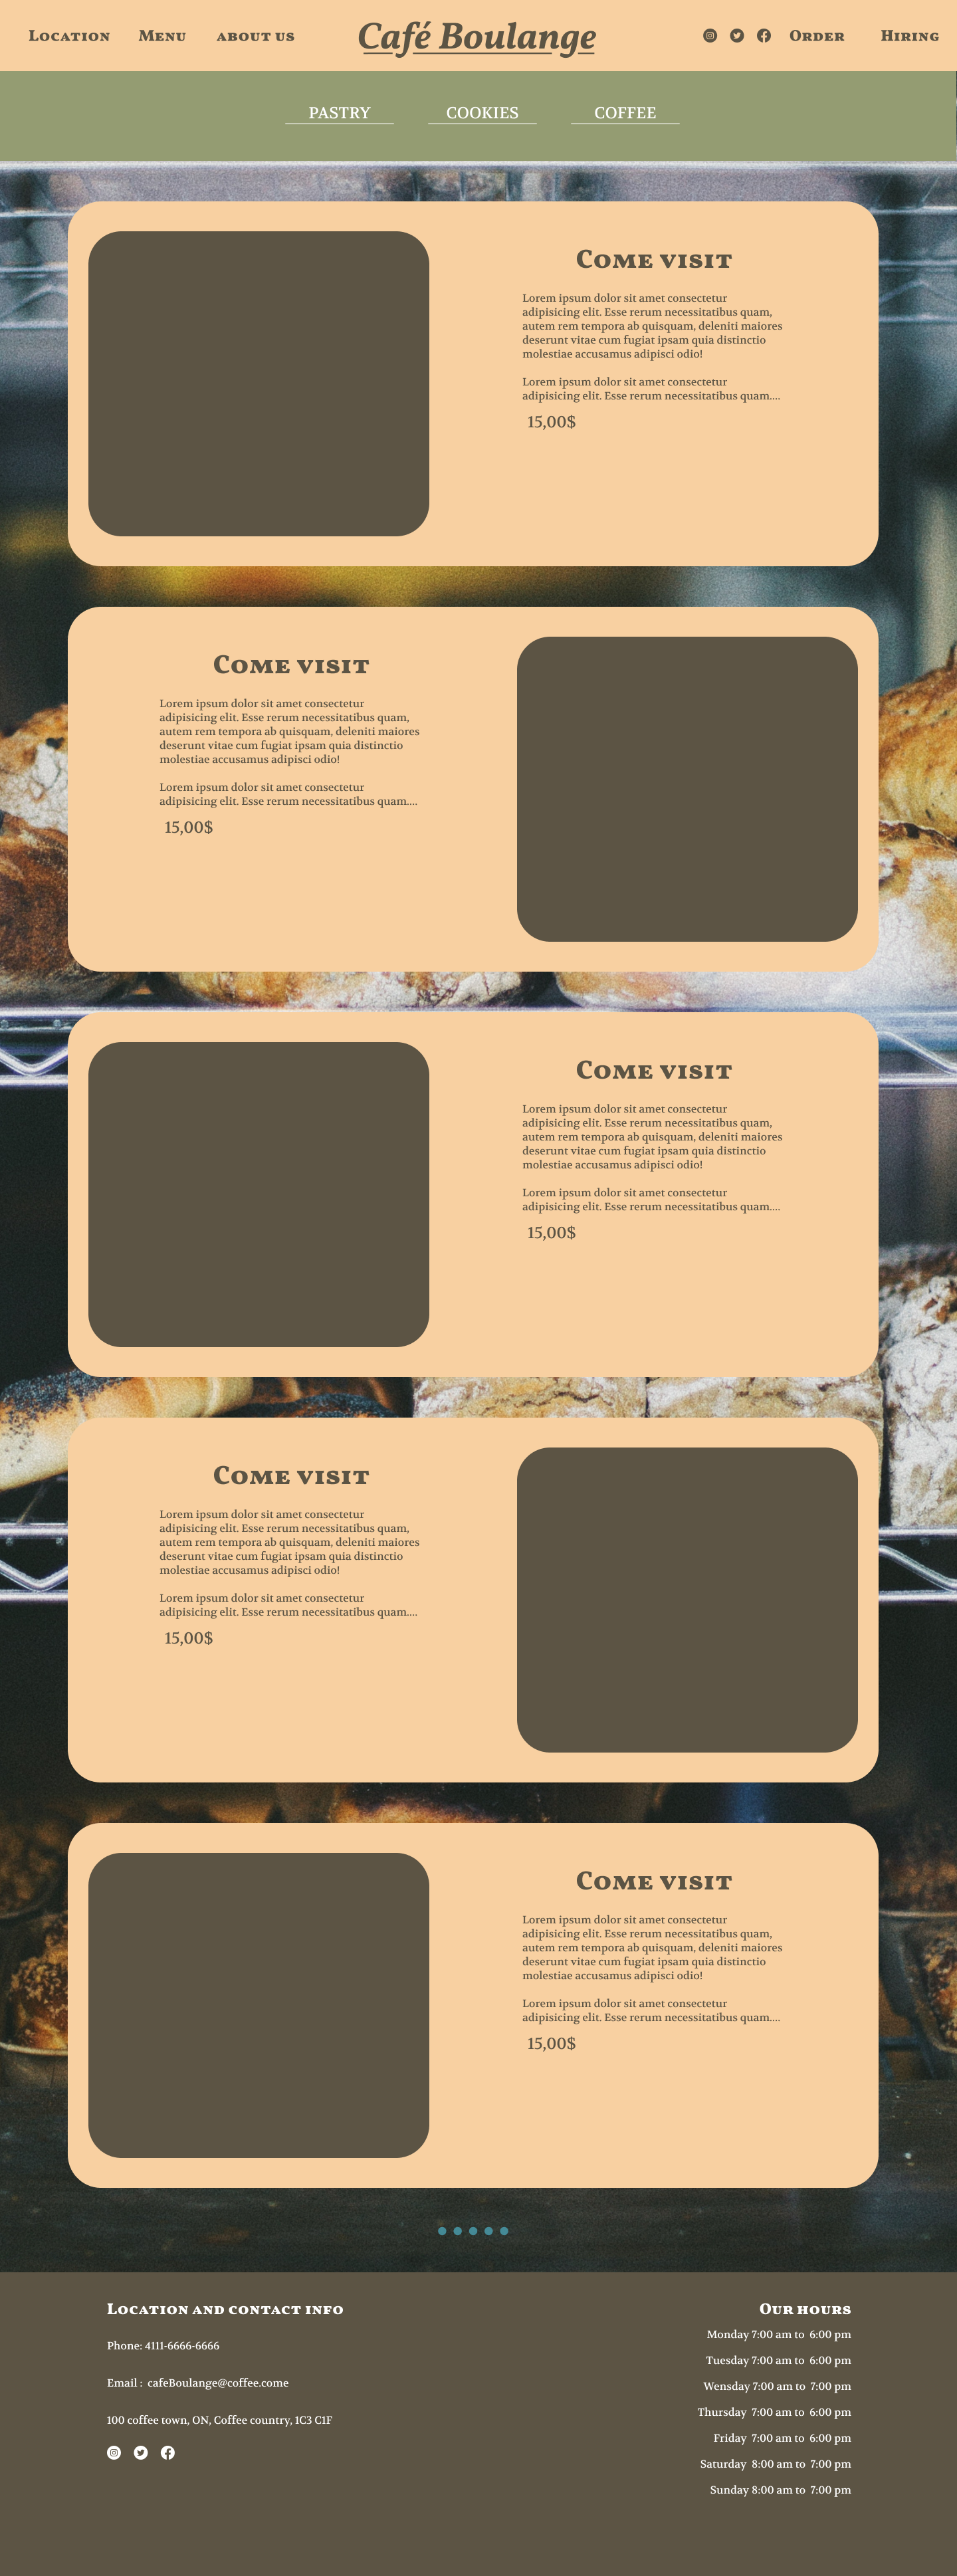 Location
Menu
about us
Café Boulange
Order
Hiring
PASTRY
COOKIES
COFFEE
Come visit
Lorem ipsum dolor sit amet consectetur
adipisicing elit. Esse rerum necessitatibus quam,
autem rem tempora ab quisquam, deleniti maiores
deserunt vitae cum fugiat ipsam quia distinctio
molestiae accusamus adipisci odio!
Lorem ipsum dolor sit amet consectetur
adipisicing elit. Esse rerum necessitatibus quam....
15,00$
Come visit
Lorem ipsum dolor sit amet consectetur
adipisicing elit. Esse rerum necessitatibus quam,
autem rem tempora ab quisquam, deleniti maiores
deserunt vitae cum fugiat ipsam quia distinctio
molestiae accusamus adipisci odio!
Lorem ipsum dolor sit amet consectetur
adipisicing elit. Esse rerum necessitatibus quam....
15,00$
Come visit
Lorem ipsum dolor sit amet consectetur
adipisicing elit. Esse rerum necessitatibus quam,
autem rem tempora ab quisquam, deleniti maiores
deserunt vitae cum fugiat ipsam quia distinctio
molestiae accusamus adipisci odio!
Lorem ipsum dolor sit amet consectetur
adipisicing elit. Esse rerum necessitatibus quam....
15,00$
Come visit
Lorem ipsum dolor sit amet consectetur
adipisicing elit. Esse rerum necessitatibus quam,
autem rem tempora ab quisquam, deleniti maiores
deserunt vitae cum fugiat ipsam quia distinctio
molestiae accusamus adipisci odio!
Lorem ipsum dolor sit amet consectetur
adipisicing elit. Esse rerum necessitatibus quam....
15,00$
Come visit
Lorem ipsum dolor sit amet consectetur
adipisicing elit. Esse rerum necessitatibus quam,
autem rem tempora ab quisquam, deleniti maiores
deserunt vitae cum fugiat ipsam quia distinctio
molestiae accusamus adipisci odio!
Lorem ipsum dolor sit amet consectetur
adipisicing elit. Esse rerum necessitatibus quam....
15,00$
Location and contact info
Phone: 4111-6666-6666
Email : cafeBoulange@coffee.come
100 coffee town, ON, Coffee country, 1C3 C1F
Our hours
Monday 7:00 am to 6:00 pm
Tuesday 7:00 am to 6:00 pm
Wensday 7:00 am to 7:00 pm
Thursday 7:00 am to 6:00 pm
Friday 7:00 am to 6:00 pm
Saturday 8:00 am to 7:00 pm
Sunday 8:00 am to 7:00 pm